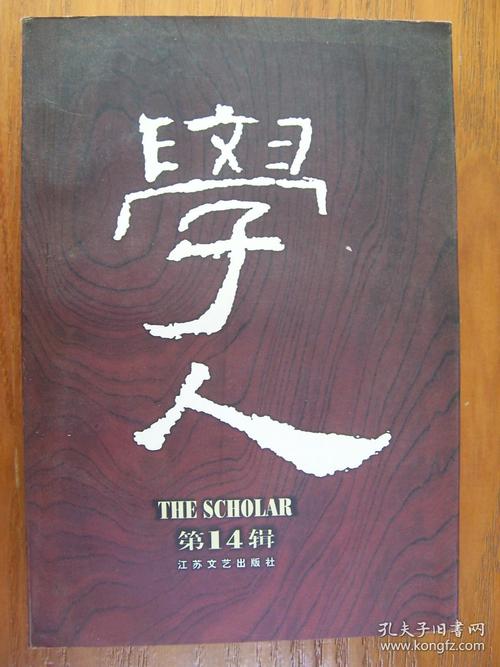 學人
THE SCHOLAR
第14辑
江苏文艺出版社
孔夫子旧书网
www.kongfz.com